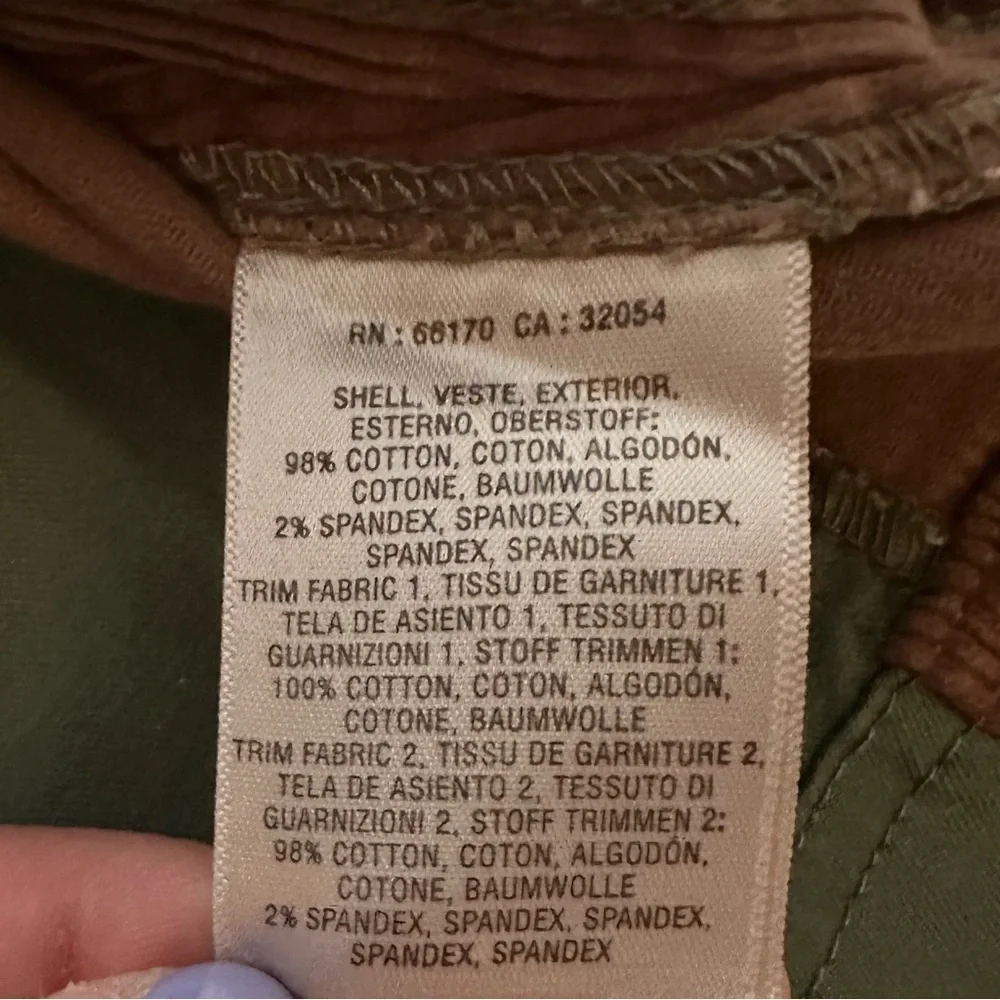 RN : 66170 CA : 32054
SHELL, VESTE, EXTERIOR,
ESTERNO, OBERSTOFF:
98% COTTON, COTON, ALGODÓN,
COTONE, BAUMWOLLE
2% SPANDEX, SPANDEX, SPANDEX,
SPANDEX, SPANDEX
TRIM FABRIC 1, TISSU DE GARNITURE 1,
TELA DE ASIENTO 1, TESSUTO DI
GUARNIZIONI 1, STOFF TRIMMEN 1:
100% COTTON, COTON, ALGODÓN,
COTONE, BAUMWOLLE
TRIM FABRIC 2, TISSU DE GARNITURE 2,
TELA DE ASIENTO 2, TESSUTO DI
GUARNIZIONI 2, STOFF TRIMMEN 2:
98% COTTON, COTON, ALGODÓN,
COTONE, BAUMWOLLE
2% SPANDEX, SPANDEX, SPANDEX,
SPANDEX, SPANDEX